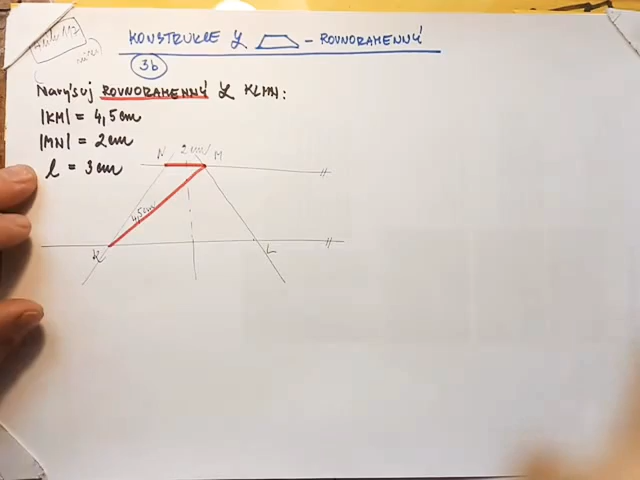 KONSTRUKCE – ROVNORAMENNÝ
3b
Narýsuj ROVNORAMENNÝ KLMN:
|KM| = 4,5 cm
|MN| = 2 cm
l = 3 cm
N 2 cm M
4,5 cm
K L